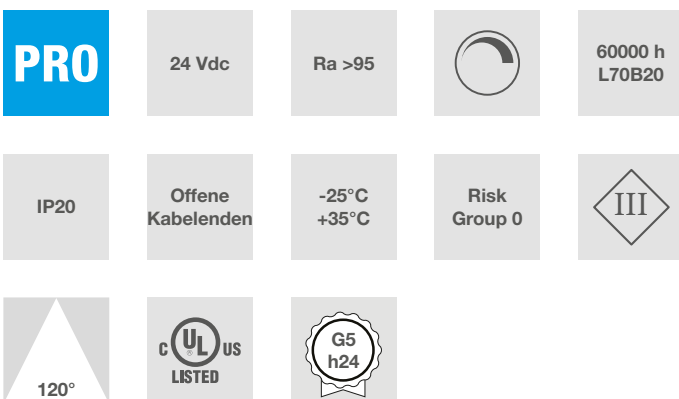 PRO
24 Vdc
Ra >95
60000 h
L70B20
IP20
Offene
Kabelenden
-25°C
+35°C
Risk
Group 0
III
120°
C UL® US
LISTED
G5
h24